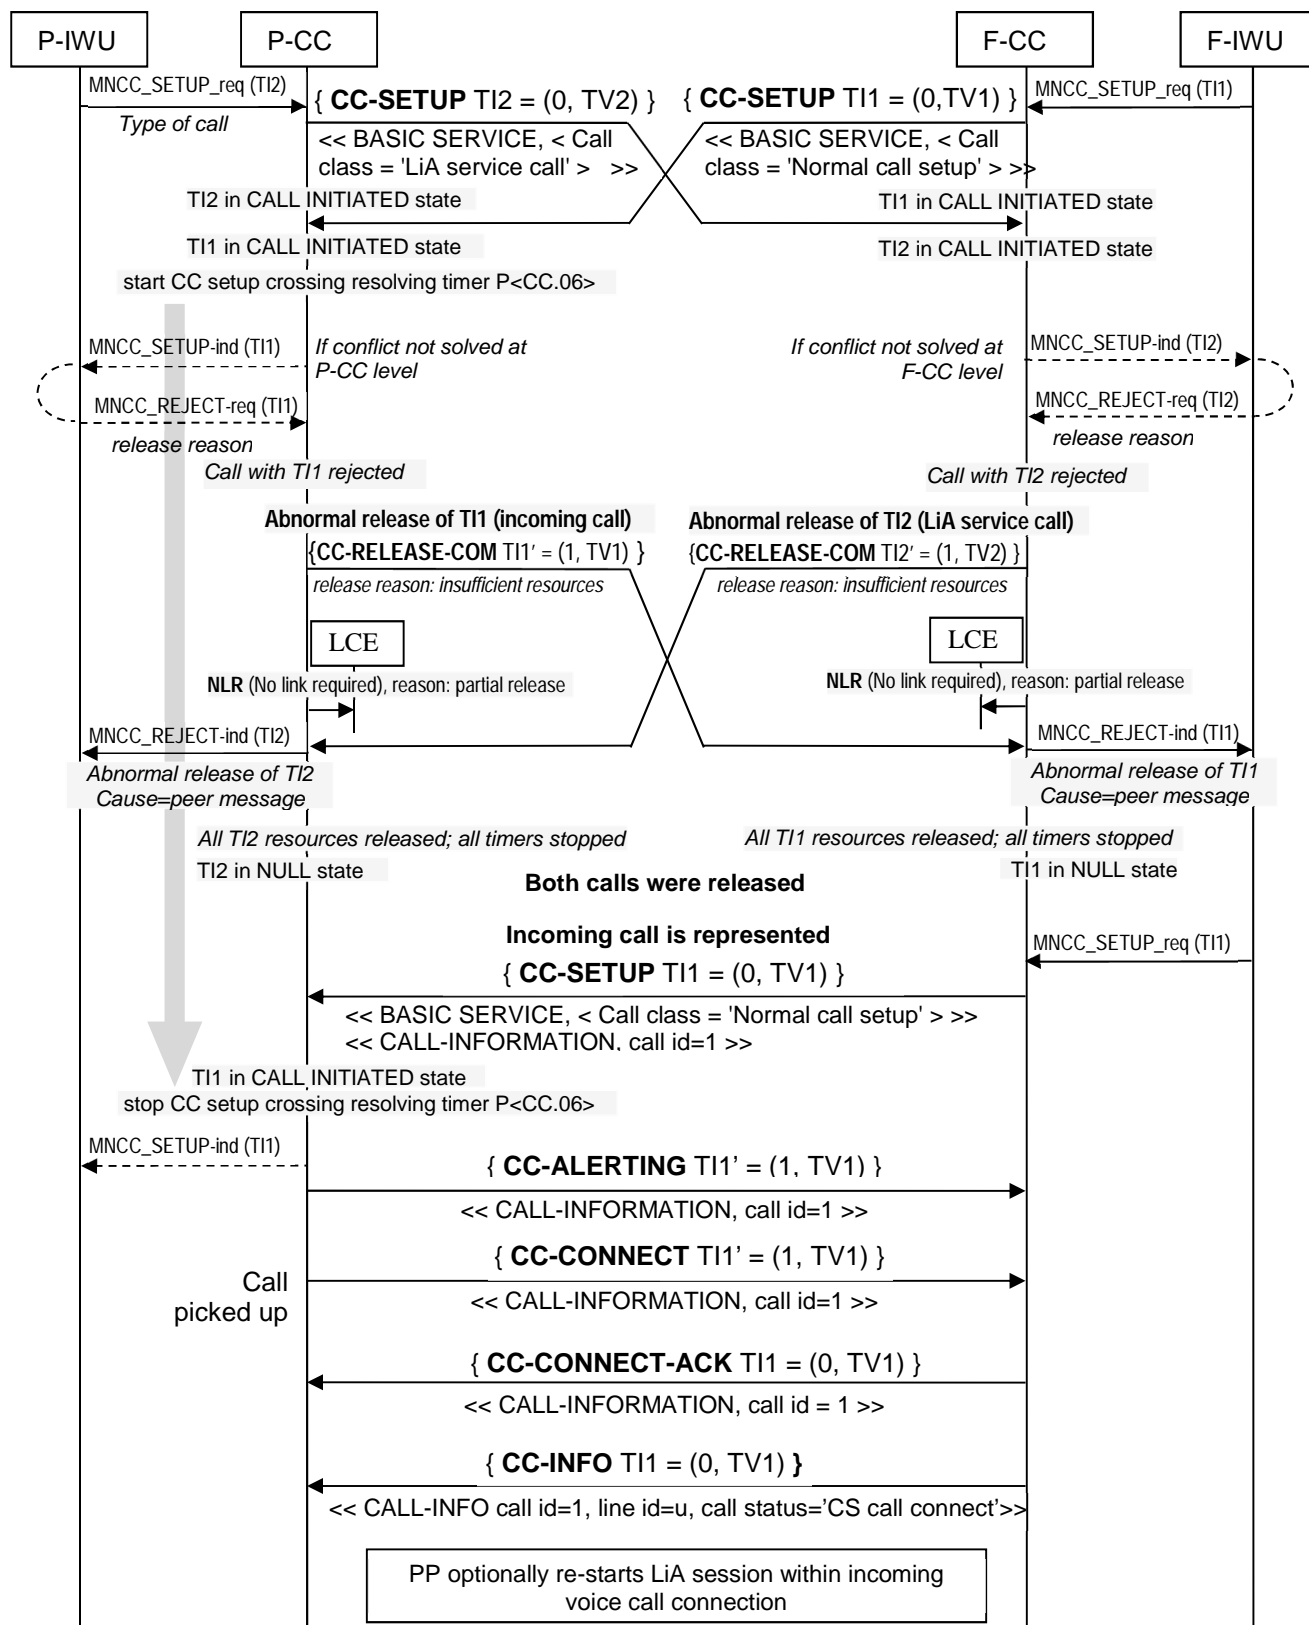 P-IWU
P-CC
F-CC
F-IWU
MNCC_SETUP_req (TI2)
Type of call
{ CC-SETUP TI2 = (0, TV2) }
{ CC-SETUP TI1 = (0,TV1) }
MNCC_SETUP_req (TI1)
<< BASIC SERVICE, < Call
class = 'LiA service call' > >>
<< BASIC SERVICE, < Call
class = 'Normal call setup' > >>
TI2 in CALL INITIATED state
TI1 in CALL INITIATED state
TI1 in CALL INITIATED state
TI2 in CALL INITIATED state
start CC setup crossing resolving timer P<CC.06>
MNCC_SETUP-ind (TI1)
If conflict not solved at
P-CC level
If conflict not solved at
F-CC level
MNCC_SETUP-ind (TI2)
MNCC_REJECT-req (TI1)
release reason
MNCC_REJECT-req (TI2)
release reason
Call with TI1 rejected
Call with TI2 rejected
Abnormal release of TI1 (incoming call)
Abnormal release of TI2 (LiA service call)
{CC-RELEASE-COM TI1' = (1, TV1) }
{CC-RELEASE-COM TI2' = (1, TV2) }
release reason: insufficient resources
release reason: insufficient resources
LCE
LCE
NLR (No link required), reason: partial release
NLR (No link required), reason: partial release
MNCC_REJECT-ind (TI2)
MNCC_REJECT-ind (TI1)
Abnormal release of TI2
Cause=peer message
Abnormal release of TI1
Cause=peer message
All TI2 resources released; all timers stopped
All TI1 resources released; all timers stopped
TI2 in NULL state
TI1 in NULL state
Both calls were released
Incoming call is represented
MNCC_SETUP_req (TI1)
{ CC-SETUP TI1 = (0, TV1) }
<< BASIC SERVICE, < Call class = 'Normal call setup' > >>
<< CALL-INFORMATION, call id=1 >>
TI1 in CALL INITIATED state
stop CC setup crossing resolving timer P<CC.06>
MNCC_SETUP-ind (TI1)
{ CC-ALERTING TI1' = (1, TV1) }
<< CALL-INFORMATION, call id=1 >>
{ CC-CONNECT TI1' = (1, TV1) }
Call
picked up
<< CALL-INFORMATION, call id=1 >>
{ CC-CONNECT-ACK TI1 = (0, TV1) }
<< CALL-INFORMATION, call id = 1 >>
{ CC-INFO TI1 = (0, TV1) }
<< CALL-INFO call id=1, line id=u, call status='CS call connect'>>
PP optionally re-starts LiA session within incoming
voice call connection